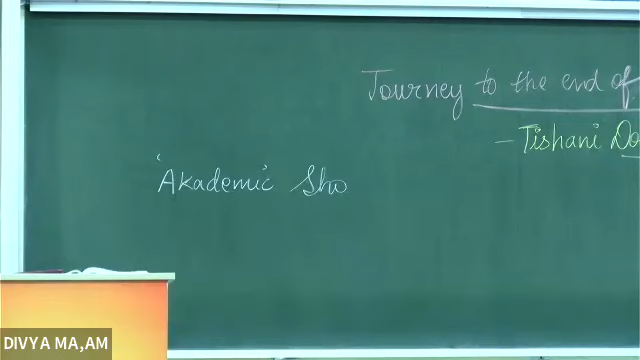 Journey to the end of
- Tishani Do
'Akademic Sho
DIVYA MA,AM